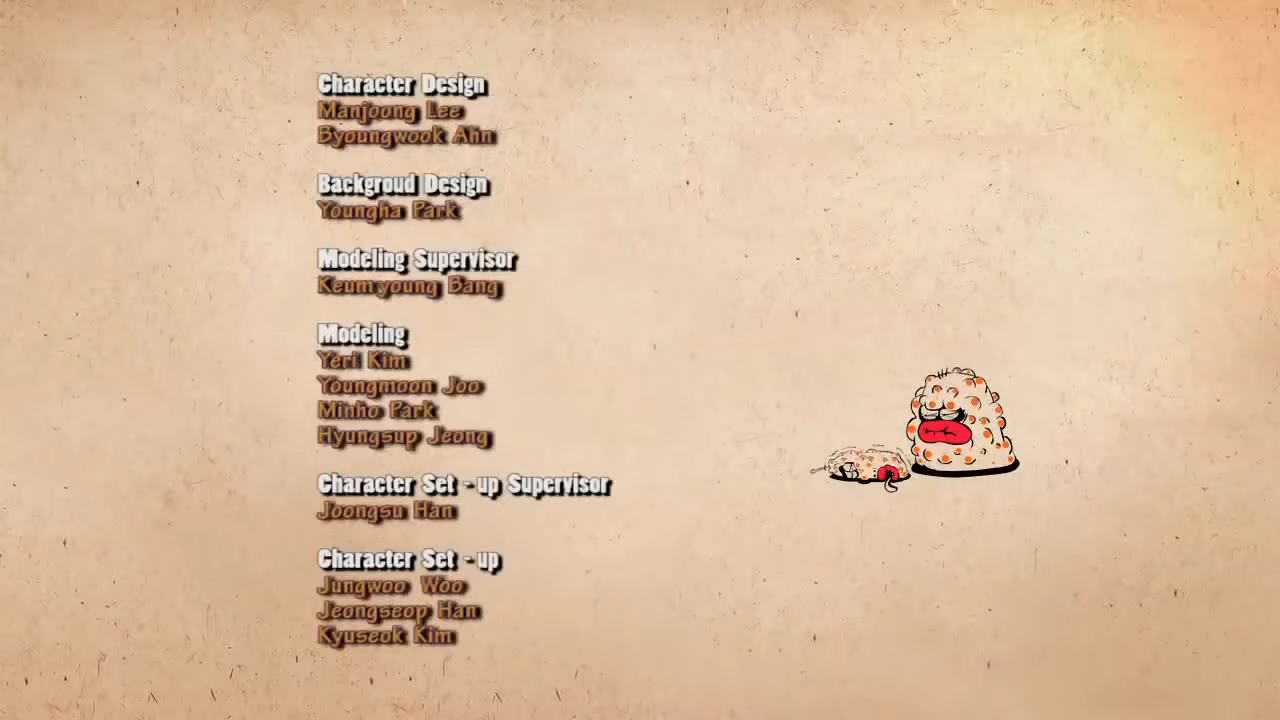 Character Design
Manjoong Lee
Byoungwook Ahn
Backgroud Design
Youngha Park
Modeling Supervisor
Keumyoung Bang
Modeling
Yeri Kim
Youngmoon Joo
Minho Park
Hyungsup Jeong
Character Set - up Supervisor
Joongsu Han
Character Set - up
Jungwoo Woo
Jeongseop Han
Kyuseok Kim